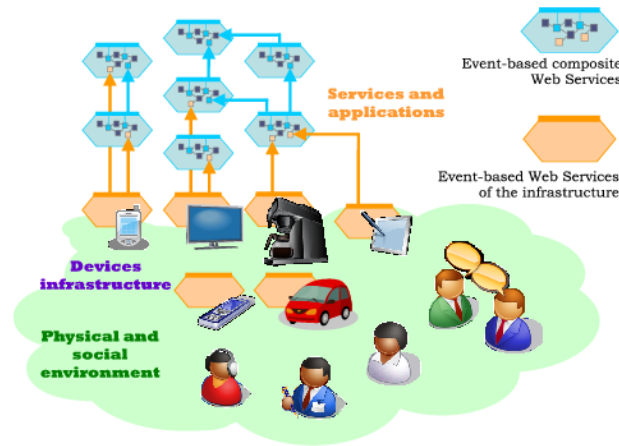 Event-based composite
Web Services
Services and
applications
Event-based Web Services
of the infrastructure
Devices
infrastructure
Physical and
social
environment